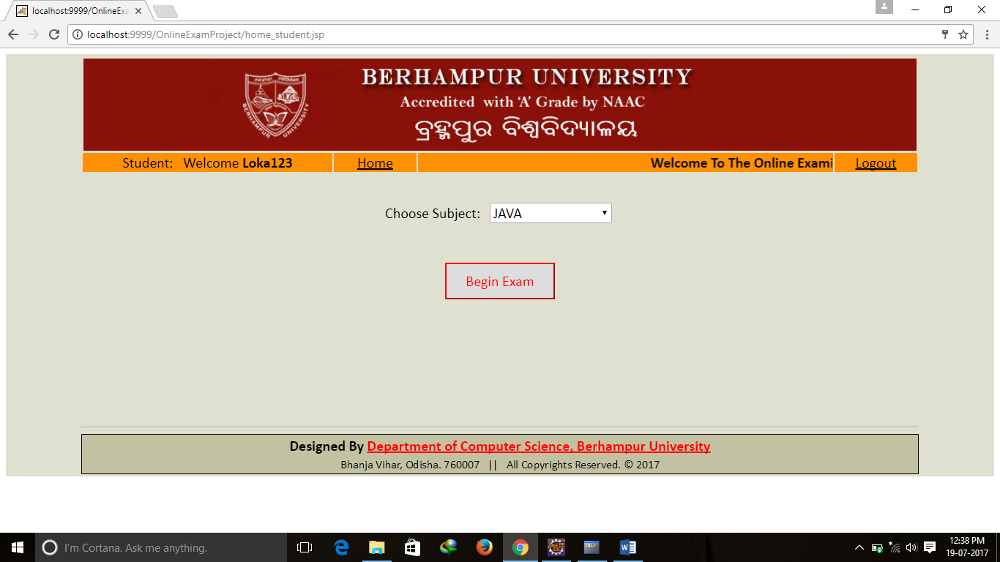 localhost:9999/OnlineExa
localhost:9999/OnlineExamProject/home_student.jsp
BERHAMPUR UNIVERSITY
Accredited with ‘A’ Grade by NAAC
ବ୍ରହ୍ମପୁର ବିଶ୍ୱବିଦ୍ୟାଳୟ
BERHAMPUR UNIVERSITY
Student: Welcome Loka123 Home Welcome To The Online Exami Logout
Choose Subject: JAVA
Begin Exam
Designed By Department of Computer Science, Berhampur University
Bhanja Vihar, Odisha. 760007 || All Copyrights Reserved. © 2017
I'm Cortana. Ask me anything.
12:38 PM
19-07-2017